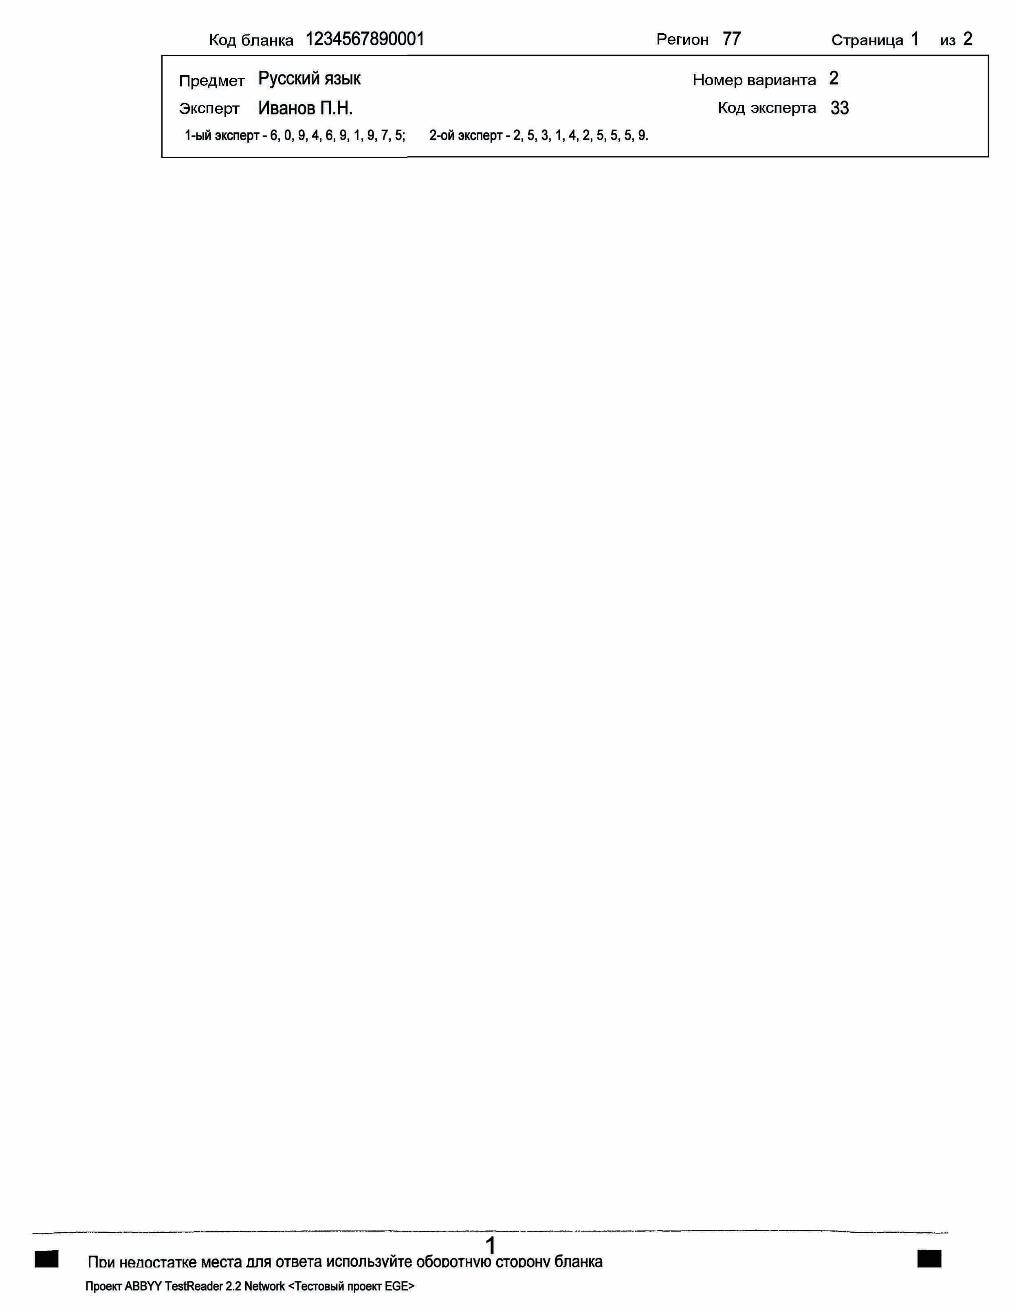 Код бланка 1234567890001 Регион 77 Страница 1 из 2
Предмет Русский язык Номер варианта 2
Эксперт Иванов П.Н. Код эксперта 33
1-ый эксперт - 6, 0, 9, 4, 6, 9, 1, 9, 7, 5; 2-ой эксперт - 2, 5, 3, 1, 4, 2, 5, 5, 5, 9.
1
При недостатке места для ответа используйте оборотную сторону бланка
Проект ABBYY TestReader 2.2 Network <Тестовый проект EGE>